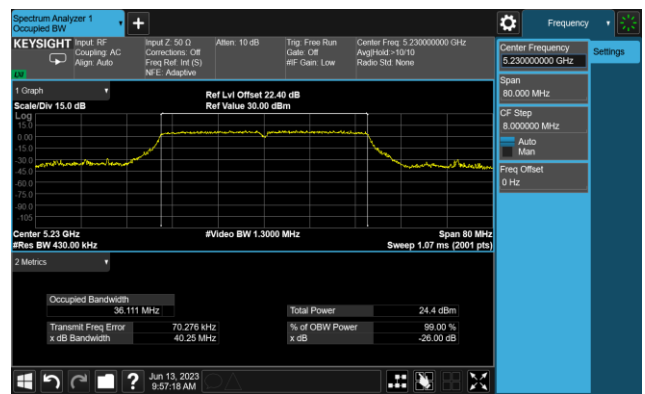 Spectrum Analyzer 1
Occupied BW
Frequency
KEYSIGHT
Input: RF
Coupling: AC
Align: Auto
Input Z: 50 Ω
Corrections: Off
Freq Ref: Int (S)
NFE: Adaptive
Atten: 10 dB
Trig: Free Run
Gate: Off
#IF Gain: Low
Center Freq: 5.230000000 GHz
Avg|Hold:>10/10
Radio Std: None
LXI
Center Frequency
5.230000000 GHz
Settings
Span
80.000 MHz
CF Step
8.000000 MHz
Auto
Man
Freq Offset
0 Hz
1 Graph
Scale/Div 15.0 dB
Ref Lvl Offset 22.40 dB
Ref Value 30.00 dBm
Log
15.0
0.00
-15.0
-30.0
-45.0
-60.0
-75.0
-90.0
-105
Center 5.23 GHz
#Video BW 1.3000 MHz
Span 80 MHz
#Res BW 430.00 kHz
Sweep 1.07 ms (2001 pts)
2 Metrics
Occupied Bandwidth
36.111 MHz
Total Power
24.4 dBm
Transmit Freq Error
70.276 kHz
% of OBW Power
99.00 %
x dB Bandwidth
40.25 MHz
x dB
-26.00 dB
?
Jun 13, 2023
9:57:18 AM